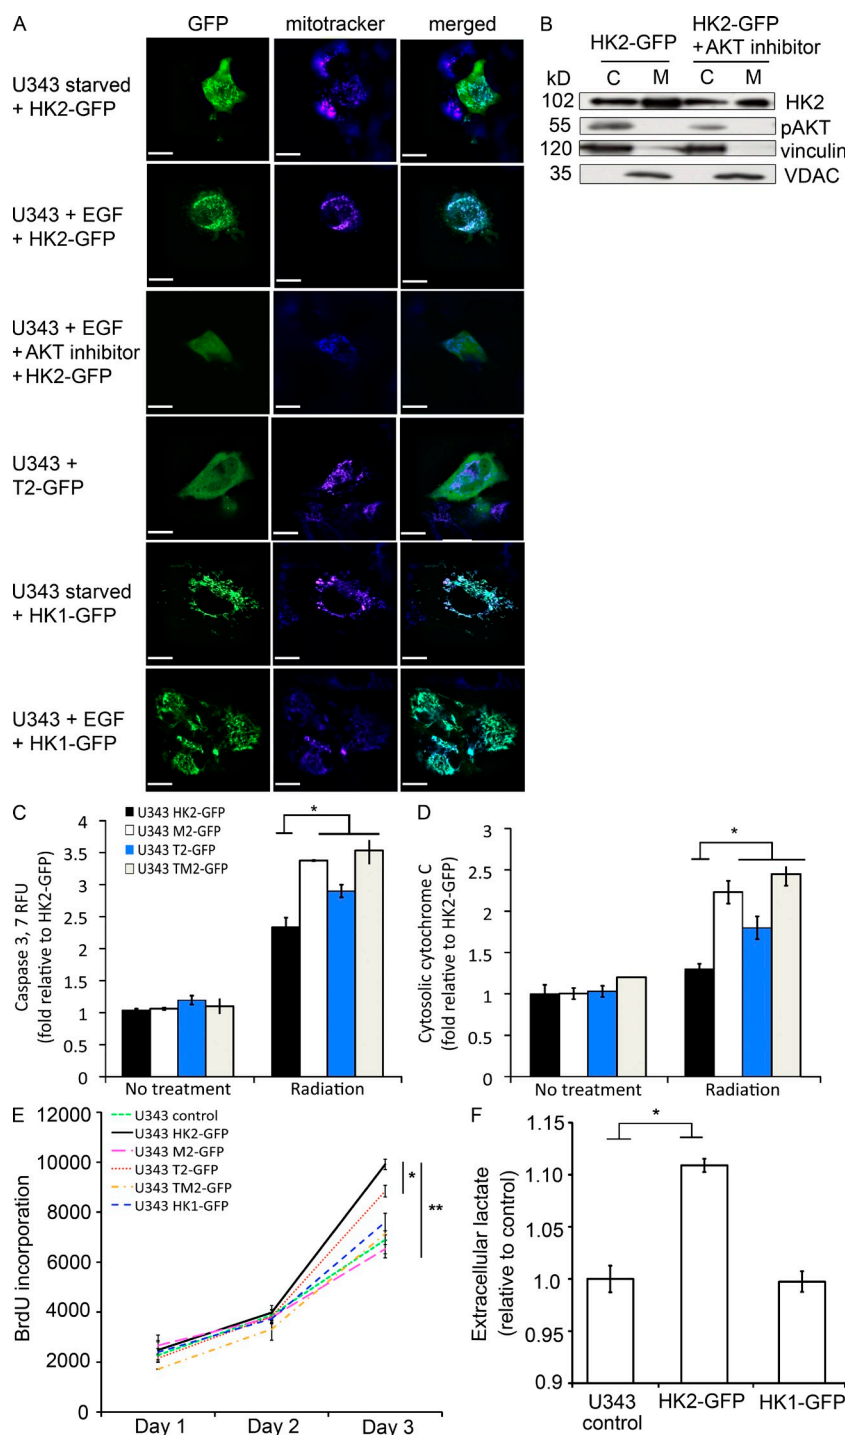 A
GFP
mitotracker
merged
U343 starved
+ HK2-GFP
U343 + EGF
+ HK2-GFP
U343 + EGF
+ AKT inhibitor
+ HK2-GFP
U343 +
T2-GFP
U343 starved
+ HK1-GFP
U343 + EGF
+ HK1-GFP
B
HK2-GFP
HK2-GFP
+ AKT inhibitor
kD
C
M
C
M
102
HK2
55
pAKT
120
vinculin
35
VDAC
C
U343 HK2-GFP
U343 M2-GFP
U343 T2-GFP
U343 TM2-GFP
*
Caspase 3, 7 RFU
(fold relative to HK2-GFP)
4
3.5
3
2.5
2
1.5
1
0.5
0
No treatment
Radiation
D
*
Cytosolic cytochrome C
(fold relative to HK2-GFP)
3
2.5
2
1.5
1
0.5
0
No treatment
Radiation
E
U343 control
U343 HK2-GFP
U343 M2-GFP
U343 T2-GFP
U343 TM2-GFP
U343 HK1-GFP
*
**
BrdU incorporation
12000
10000
8000
6000
4000
2000
0
Day 1
Day 2
Day 3
F
*
Extracellular lactate
(relative to control)
1.15
1.10
1.05
1.0
0.95
0.9
U343
control
HK2-GFP
HK1-GFP